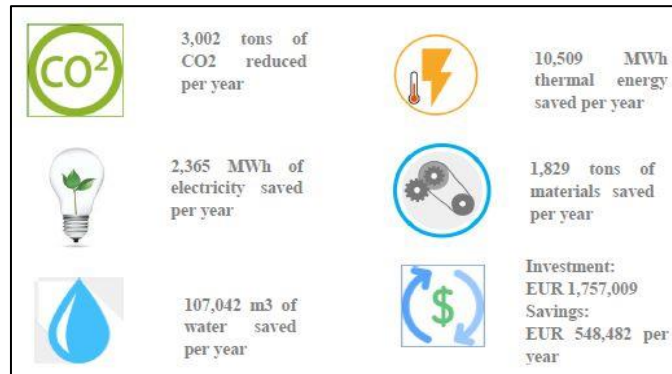 CO²
3,002 tons of
CO2 reduced
per year
10,509 MWh
thermal energy
saved per year
2,365 MWh of
electricity saved
per year
1,829 tons of
materials saved
per year
107,042 m3 of
water saved
per year
$
Investment:
EUR 1,757,009
Savings:
EUR 548,482 per
year